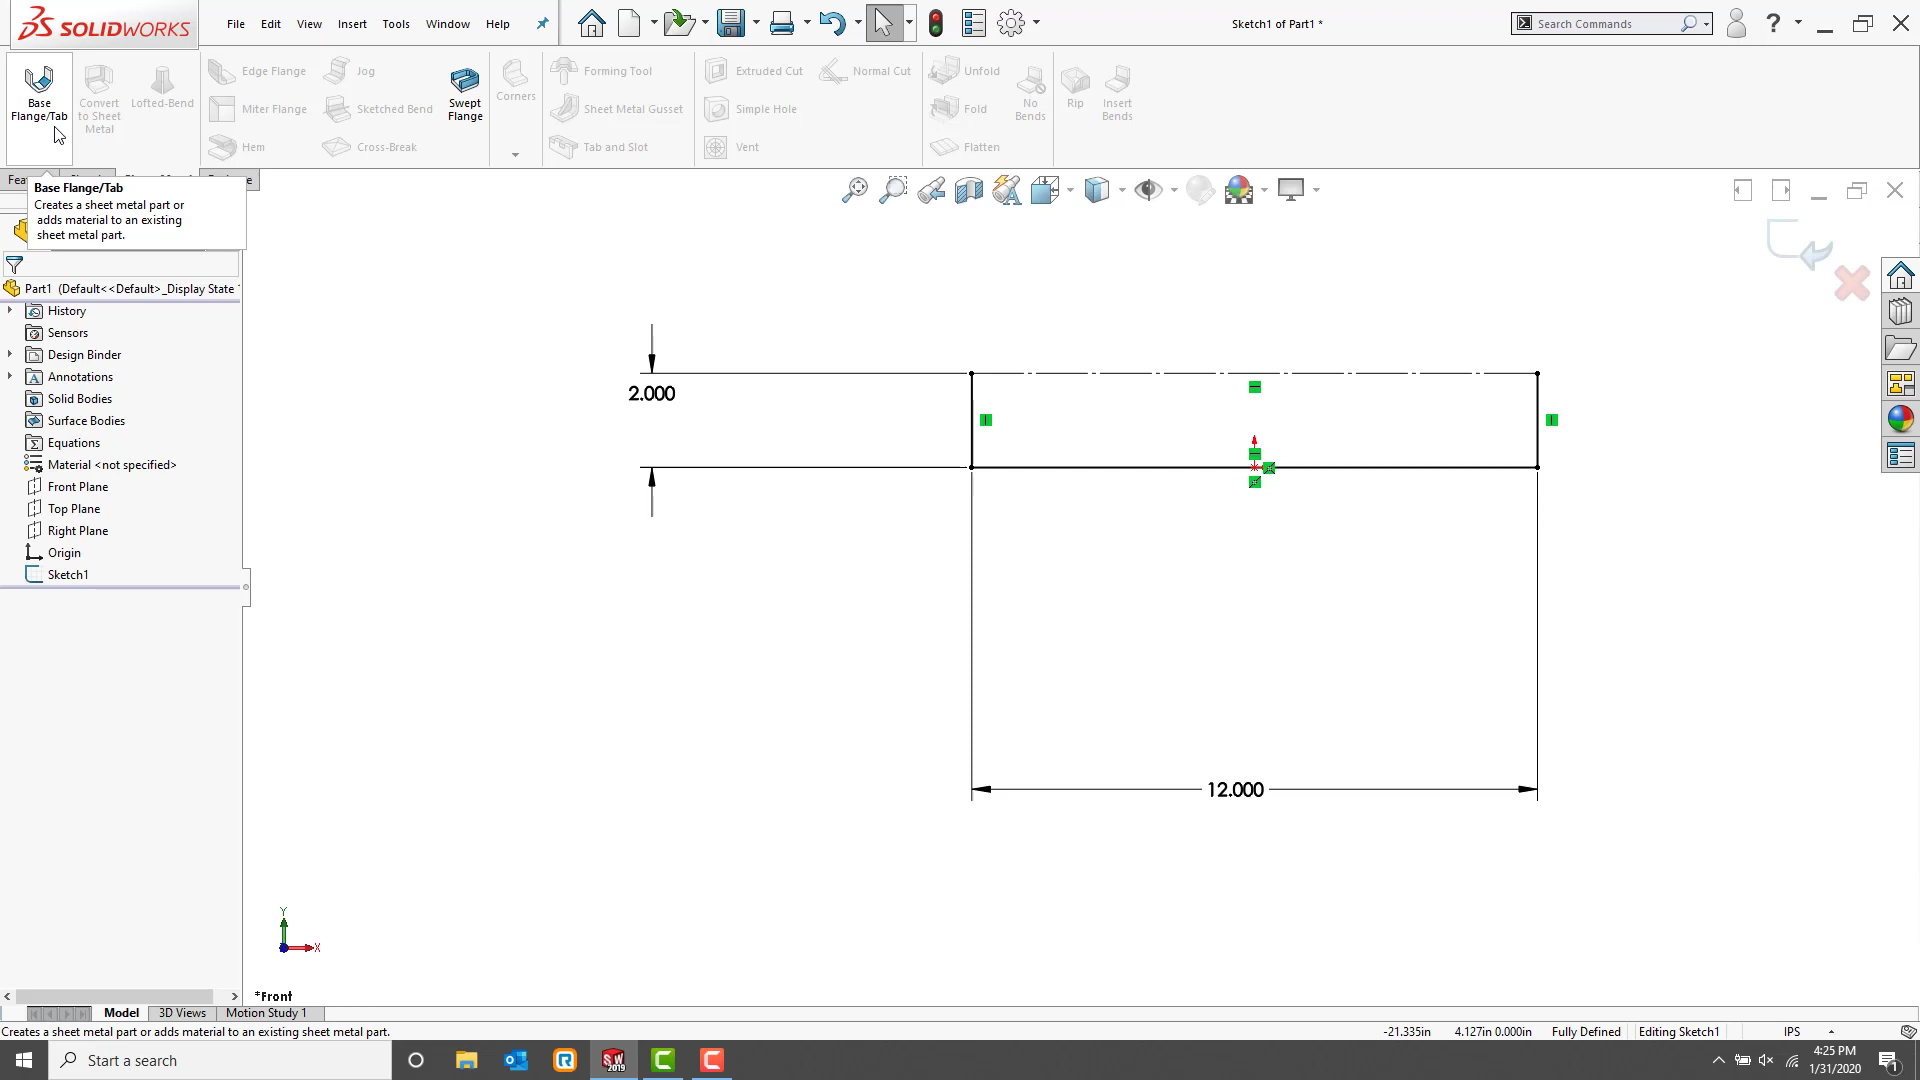 SOLIDWORKS
File
Edit
View
Insert
Tools
Window
Help
Sketch1 of Part1 *
Search Commands
Base
Flange/Tab
Convert
to Sheet
Metal
Lofted-Bend
Edge Flange
Miter Flange
Hem
Jog
Sketched Bend
Cross-Break
Swept
Flange
Corners
Forming Tool
Sheet Metal Gusset
Tab and Slot
Extruded Cut
Simple Hole
Vent
Normal Cut
Unfold
Fold
Flatten
No
Bends
Rip
Insert
Bends
Base Flange/Tab
Creates a sheet metal part or
adds material to an existing
sheet metal part.
Part1 (Default<<Default>_Display State
History
Sensors
Design Binder
Annotations
Solid Bodies
Surface Bodies
Equations
Material <not specified>
Front Plane
Top Plane
Right Plane
Origin
Sketch1
2.000
12.000
Y
X
*Front
Model
3D Views
Motion Study 1
Creates a sheet metal part or adds material to an existing sheet metal part.
-21.335in
4.127in 0.000in
Fully Defined
Editing Sketch1
IPS
Start a search
SW
2019
4:25 PM
1/31/2020
1